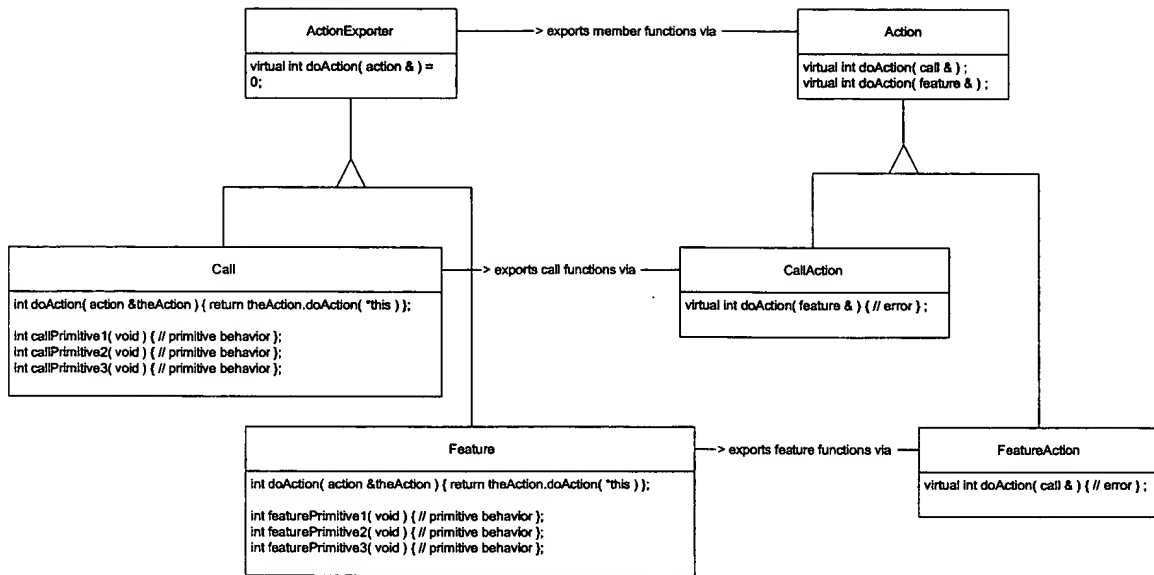 ActionExporter
> exports member functions via
Action
virtual int doAction( action & ) =
0;
virtual int doAction( call & ) ;
virtual int doAction( feature & ) ;
Call
> exports call functions via
CallAction
int doAction( action &theAction ) { return theAction.doAction( *this ) };
int callPrimitive1( void ) { // primitive behavior };
int callPrimitive2( void ) { // primitive behavior };
int callPrimitive3( void ) { // primitive behavior };
virtual int doAction( feature & ) { // error } ;
Feature
> exports feature functions via
FeatureAction
int doAction( action &theAction ) { return theAction.doAction( *this ) };
int featurePrimitive1( void ) { // primitive behavior };
int featurePrimitive2( void ) { // primitive behavior };
int featurePrimitive3( void ) { // primitive behavior };
virtual int doAction( call & ) { // error } ;